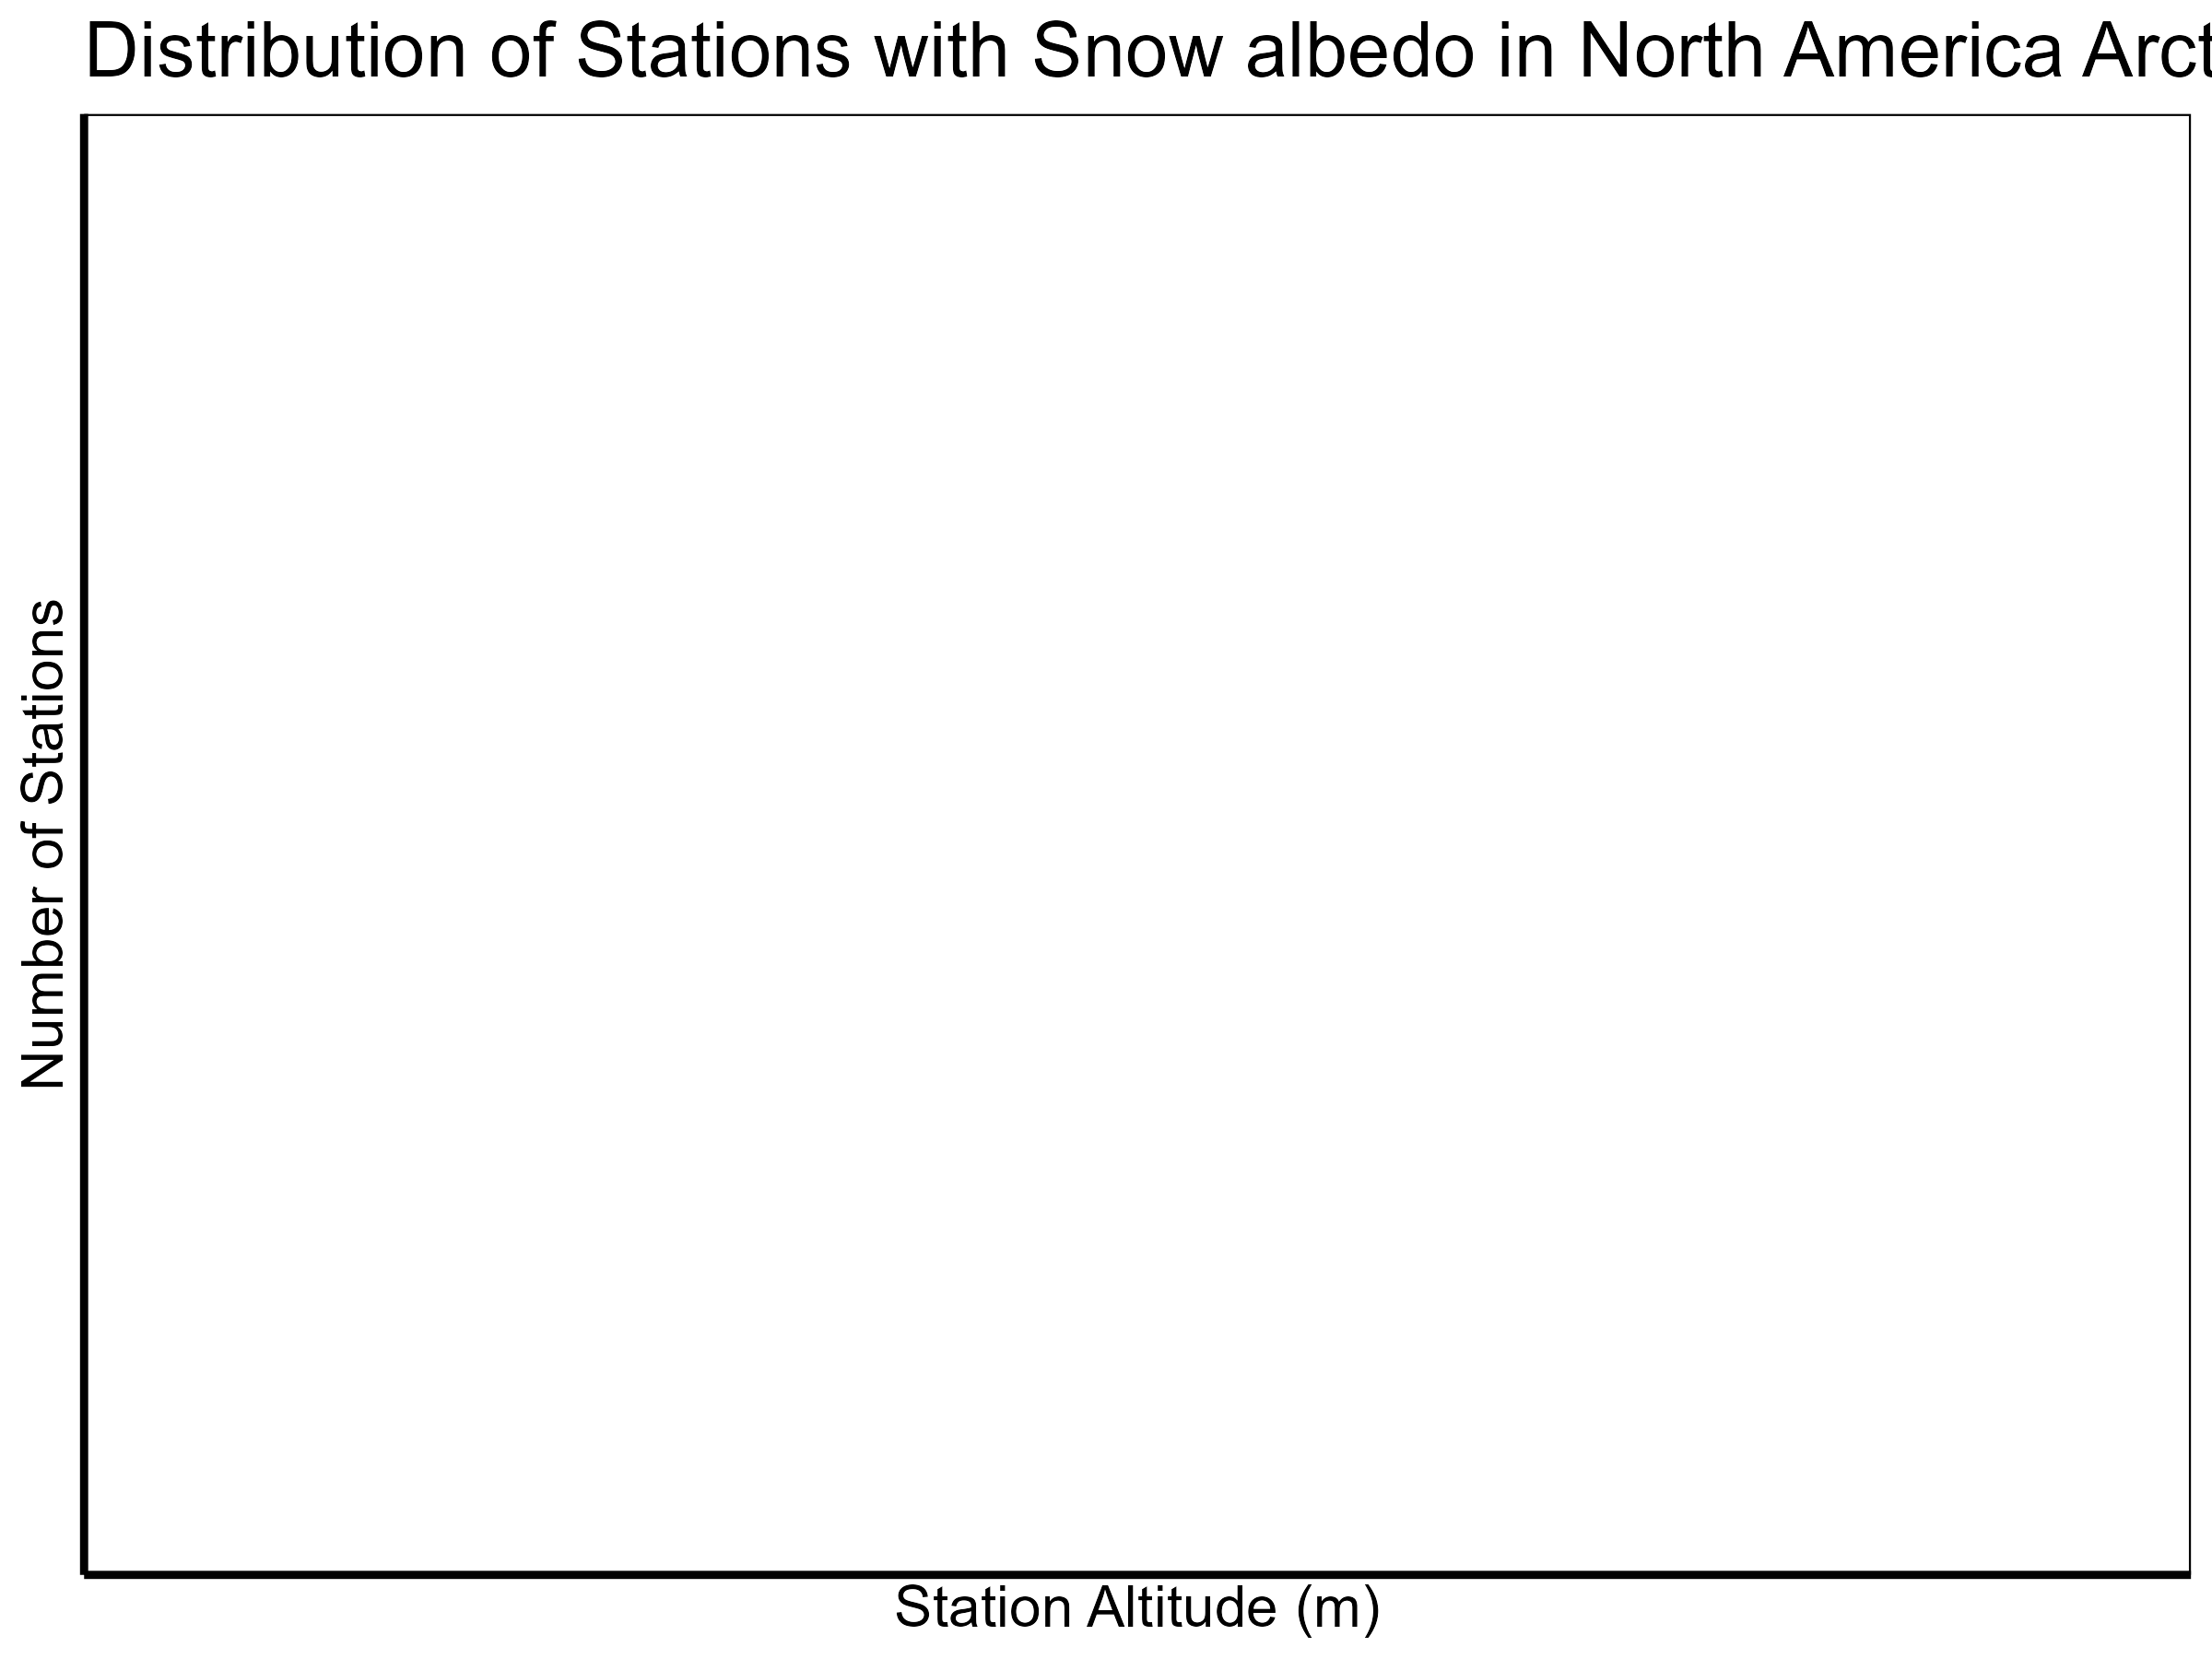 Distribution of Stations with Snow albedo in North America Arct
Number of Stations
Station Altitude (m)